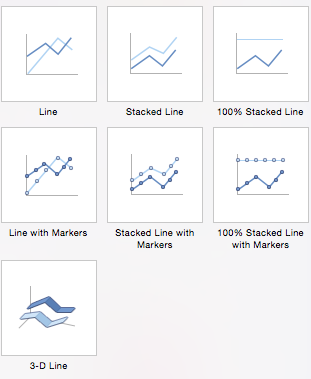 Line
Stacked Line
100% Stacked Line
Line with Markers
Stacked Line with
Markers
100% Stacked Line
with Markers
3-D Line